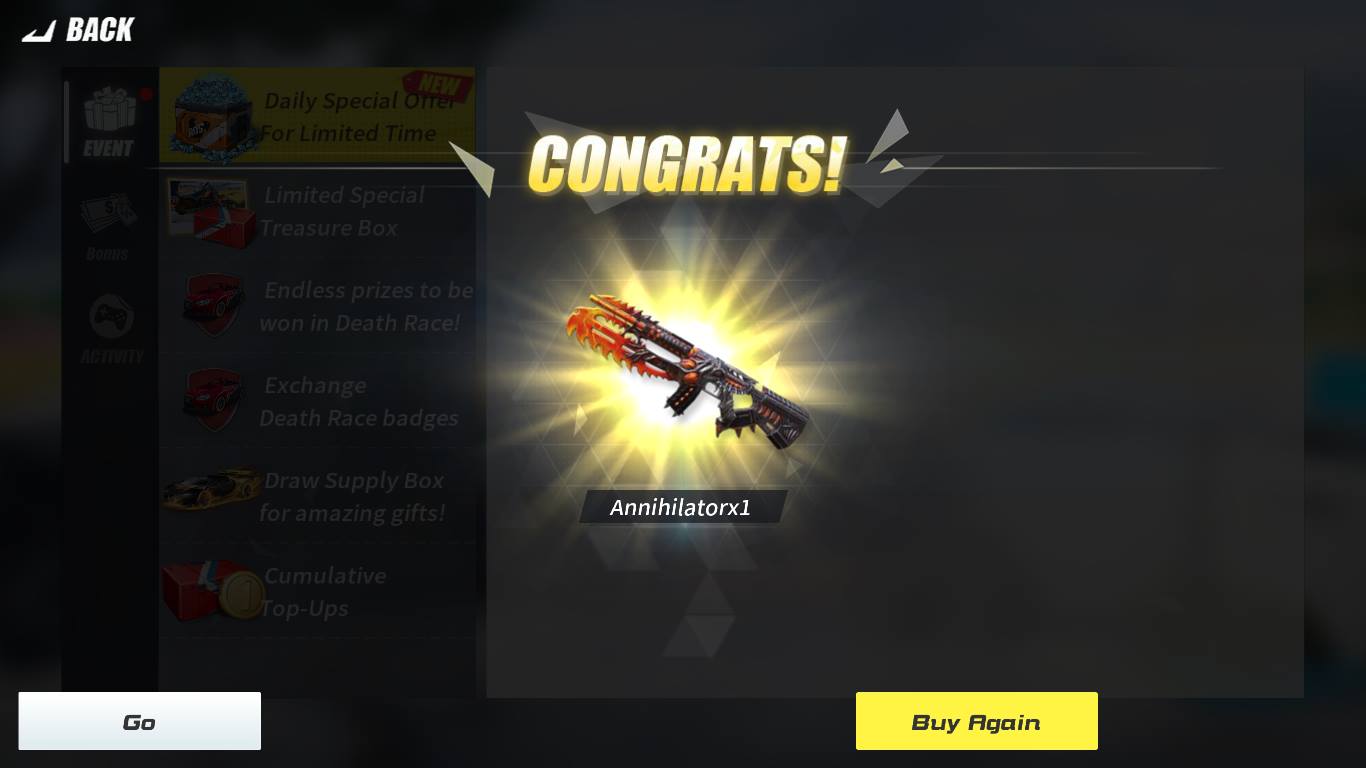 BACK
EVENT
Bonus
ACTIVITY
NEW
Daily Special Offer
For Limited Time
Limited Special
Treasure Box
Endless prizes to be
won in Death Race!
Exchange
Death Race badges
Draw Supply Box
for amazing gifts!
Cumulative
Top-Ups
CONGRATS!
Annihilatorx1
Go
Buy Again